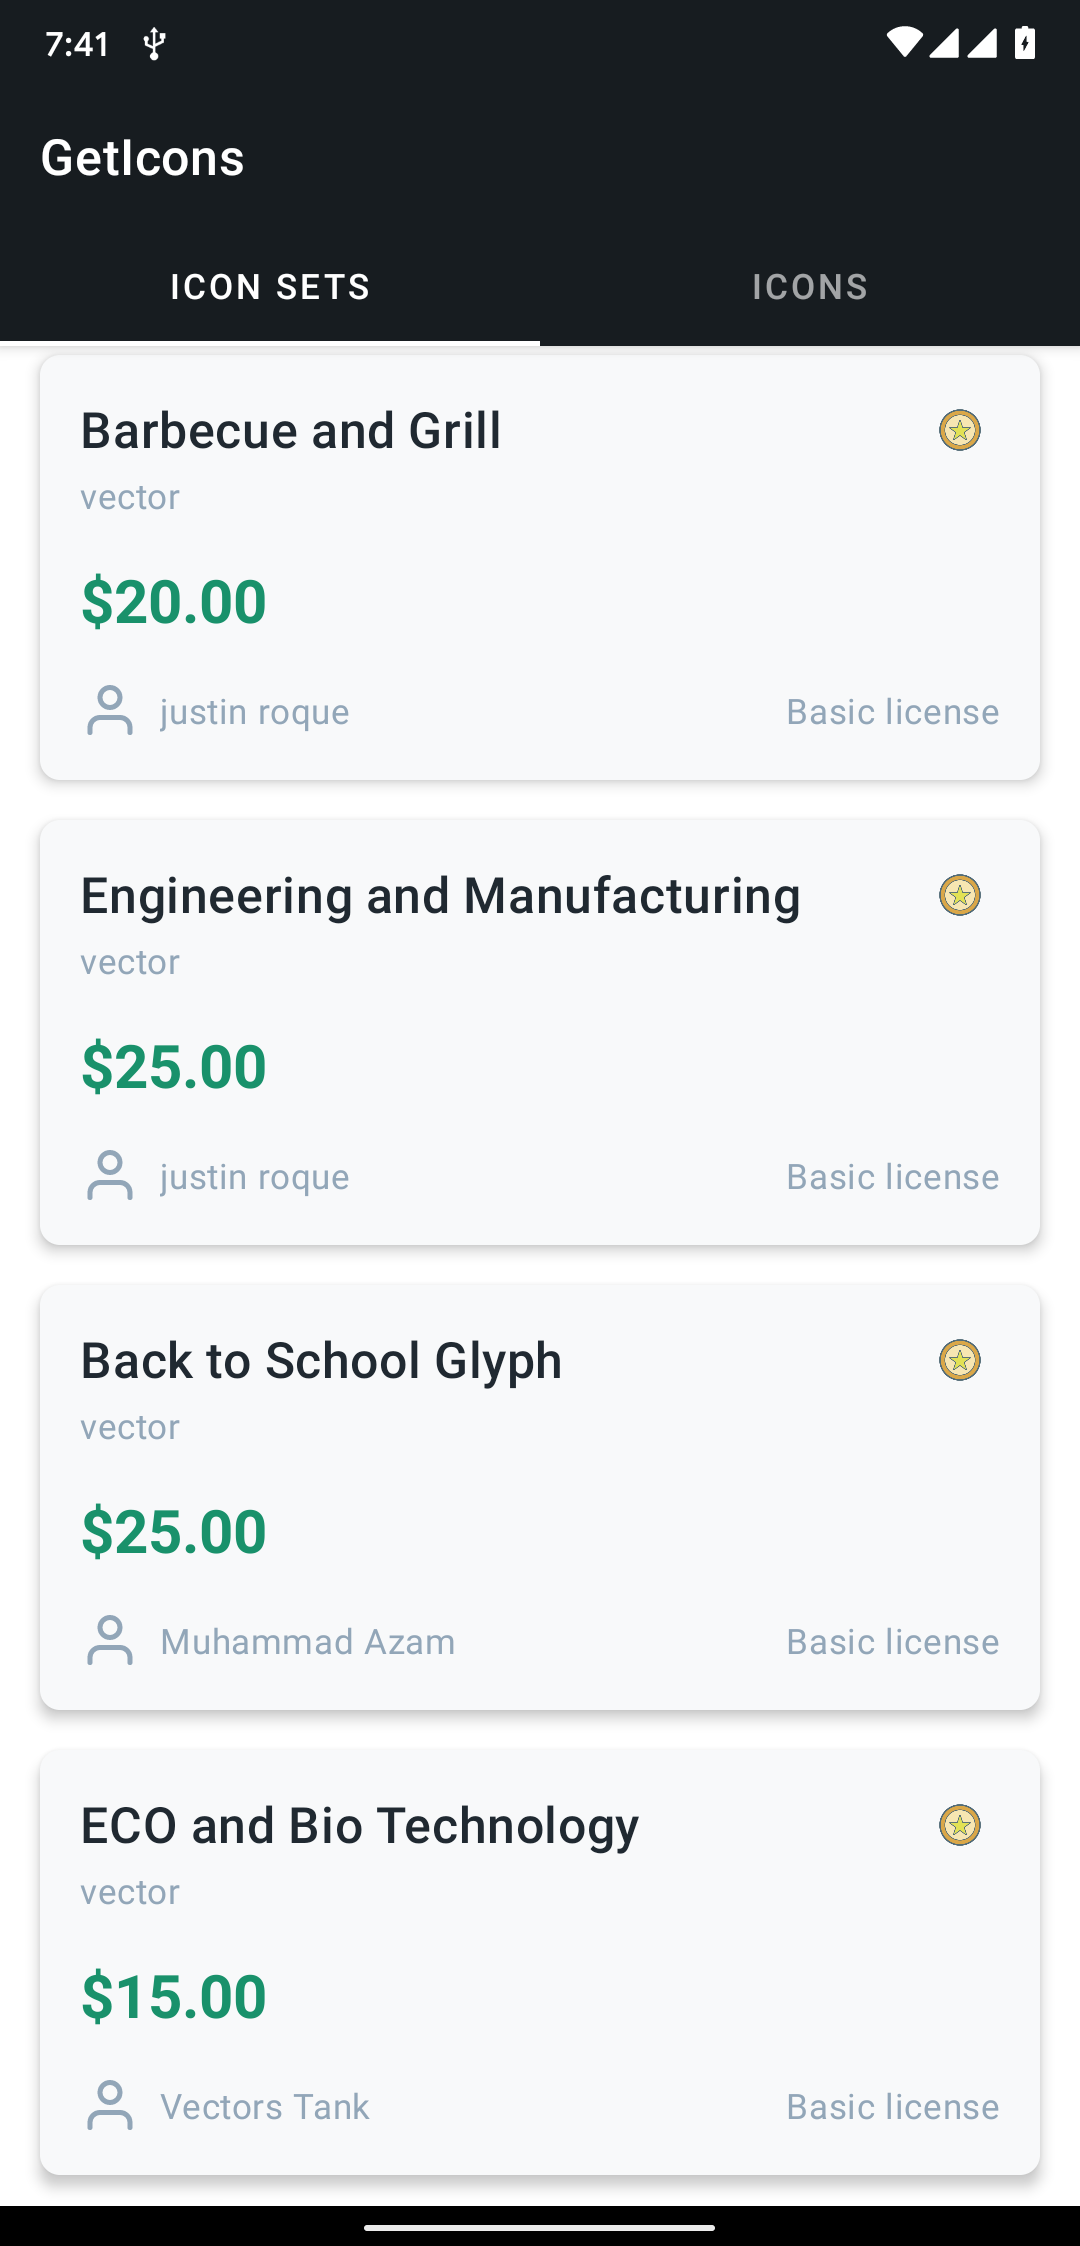 7:41
GetIcons
ICON SETS
ICONS
Barbecue and Grill
vector
$20.00
justin roque
Basic license
Engineering and Manufacturing
vector
$25.00
justin roque
Basic license
Back to School Glyph
vector
$25.00
Muhammad Azam
Basic license
ECO and Bio Technology
vector
$15.00
Vectors Tank
Basic license